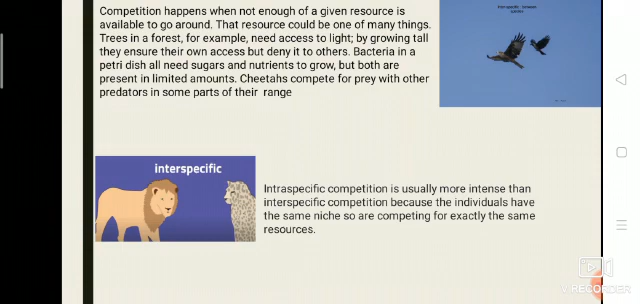 Competition happens when not enough of a given resource is
available to go around. That resource could be one of many things.
Trees in a forest, for example, need access to light; by growing tall
they ensure their own access but deny it to others. Bacteria in a
petri dish all need sugars and nutrients to grow, but both are
present in limited amounts. Cheetahs compete for prey with other
predators in some parts of their range
interspecific
Intraspecific competition is usually more intense than
interspecific competition because the individuals have
the same niche so are competing for exactly the same
resources.
V RECORDER